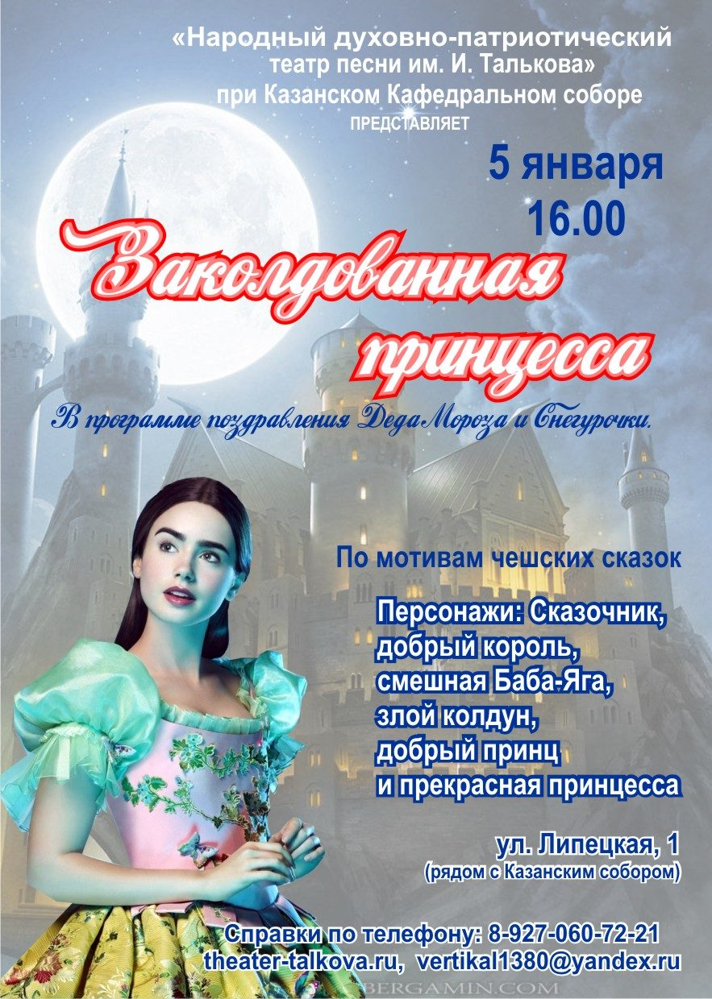 «Народный духовно-патриотический
театр песни им. И. Талькова»
при Казанском Кафедральном соборе
ПРЕДСТАВЛЯЕТ
5 января
16.00
Заколдованная
принцесса
В программе поздравления Деда Мороза и Снегурочки.
По мотивам чешских сказок
Персонажи: Сказочник,
добрый король,
смешная Баба-Яга,
злой колдун,
добрый принц
и прекрасная принцесса
ул. Липецкая, 1
(рядом с Казанским собором)
Справки по телефону: 8-927-060-72-21
theater-talkova.ru, vertikal1380@yandex.ru
CBERGAMIN.COM